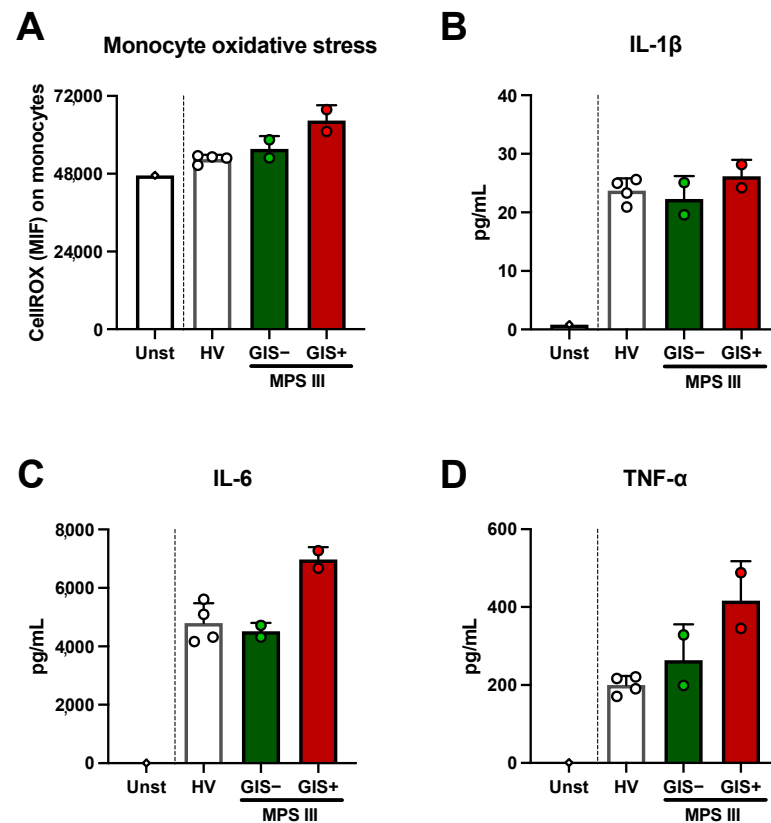 A
Monocyte oxidative stress
CellROX (MIF) on monocytes
72,000
48,000
24,000
0
Unst
HV
GIS−
GIS+
MPS III
B
IL-1β
pg/mL
40
30
20
10
0
Unst
HV
GIS−
GIS+
MPS III
C
IL-6
pg/mL
8,000
6,000
4,000
2,000
0
Unst
HV
GIS−
GIS+
MPS III
D
TNF-α
pg/mL
600
400
200
0
Unst
HV
GIS−
GIS+
MPS III